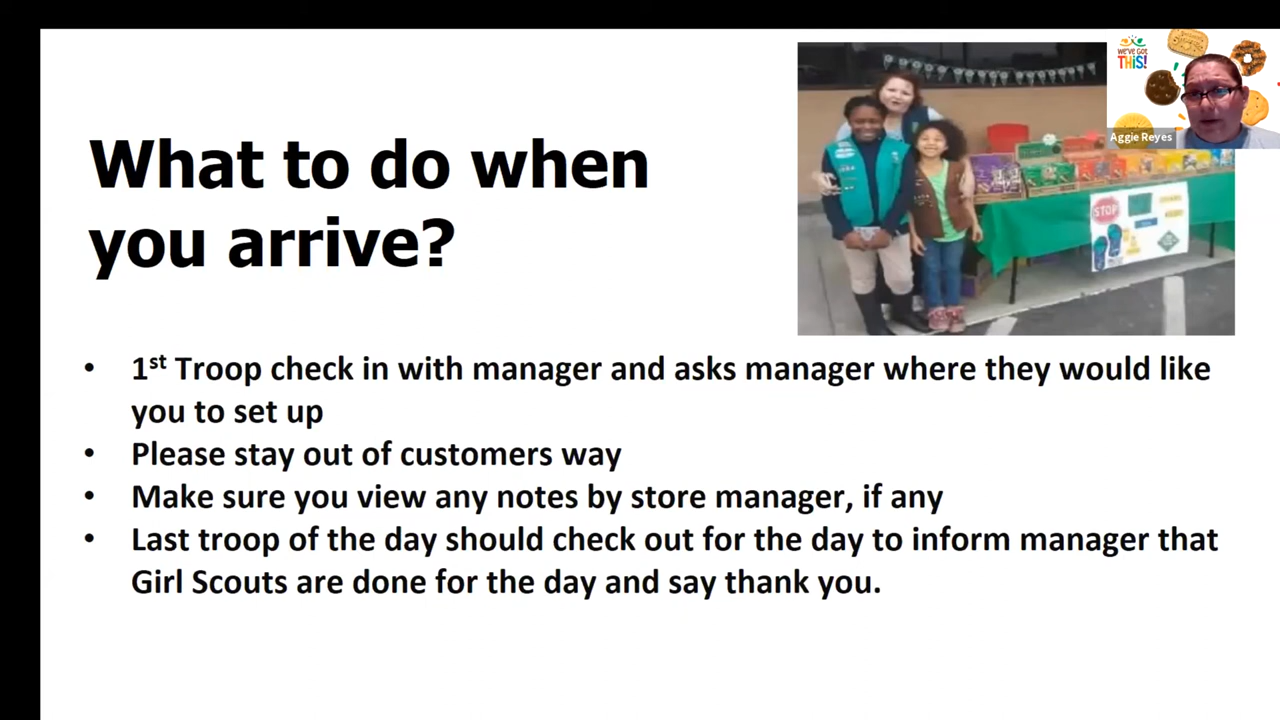 WE'VE GOT
THiS!
Aggie Reyes
What to do when
you arrive?
STOP
• 1st Troop check in with manager and asks manager where they would like
you to set up
• Please stay out of customers way
• Make sure you view any notes by store manager, if any
• Last troop of the day should check out for the day to inform manager that
Girl Scouts are done for the day and say thank you.